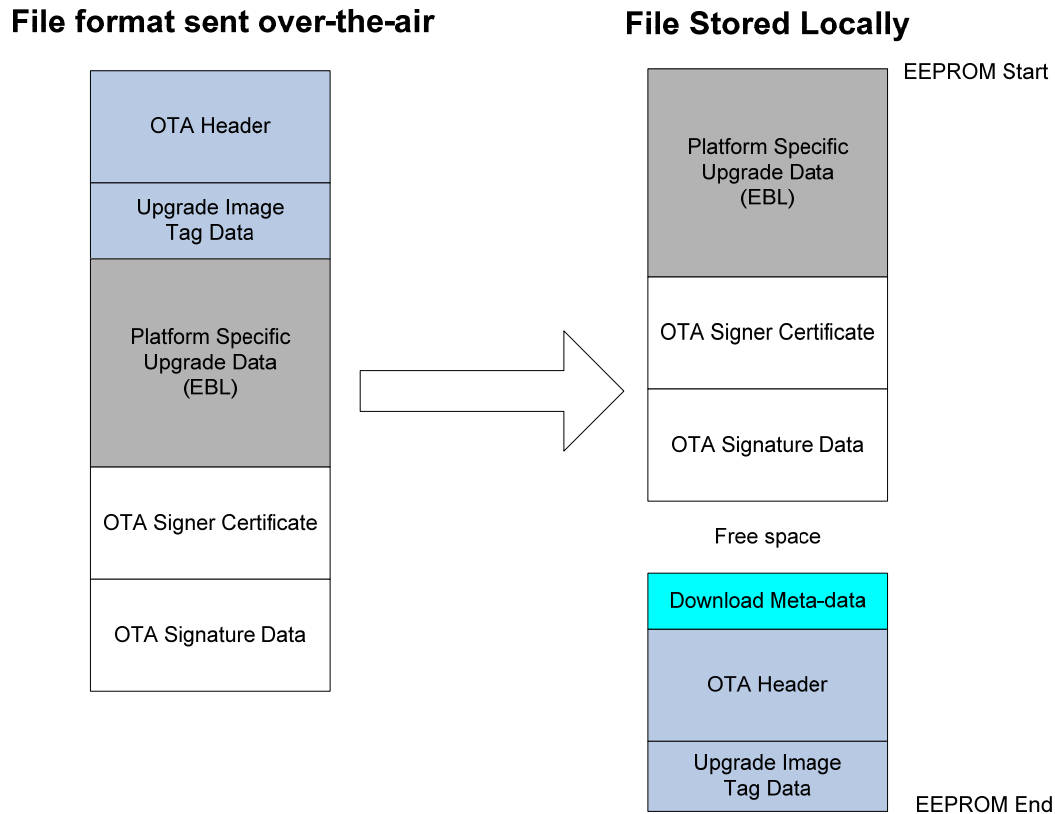 File format sent over-the-air
OTA Header
Upgrade Image
Tag Data
Platform Specific
Upgrade Data
(EBL)
OTA Signer Certificate
OTA Signature Data
File Stored Locally
EEPROM Start
Platform Specific
Upgrade Data
(EBL)
OTA Signer Certificate
OTA Signature Data
Free space
Download Meta-data
OTA Header
Upgrade Image
Tag Data
EEPROM End